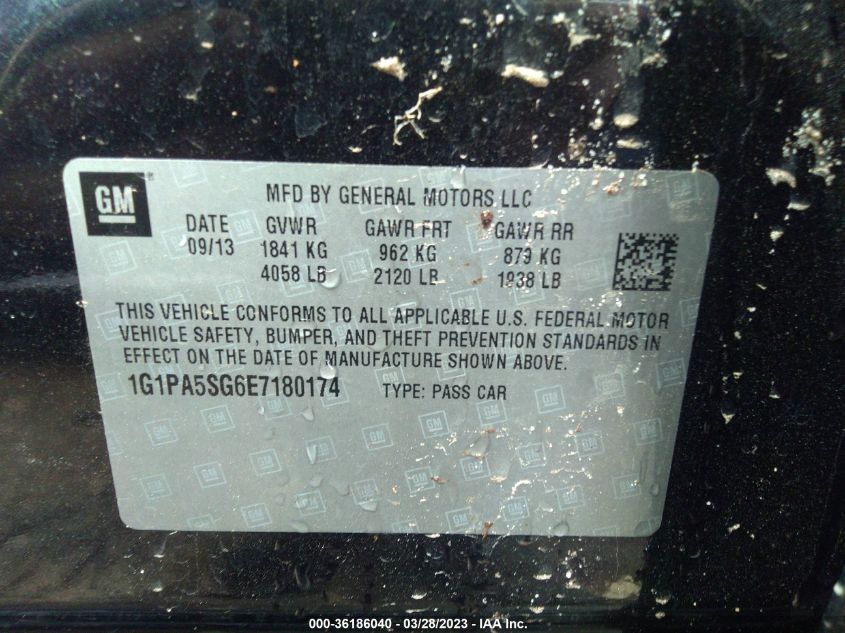 GM
MFD BY GENERAL MOTORS LLC
DATE GVWR GAWR FRT GAWR RR
09/13 1841 KG 962 KG 879 KG
4058 LB 2120 LB 1938 LB
THIS VEHICLE CONFORMS TO ALL APPLICABLE U.S. FEDERAL MOTOR
VEHICLE SAFETY, BUMPER, AND THEFT PREVENTION STANDARDS IN
EFFECT ON THE DATE OF MANUFACTURE SHOWN ABOVE.
1G1PA5SG6E7180174 TYPE: PASS CAR
000-36186040 - 03/28/2023 - IAA Inc.